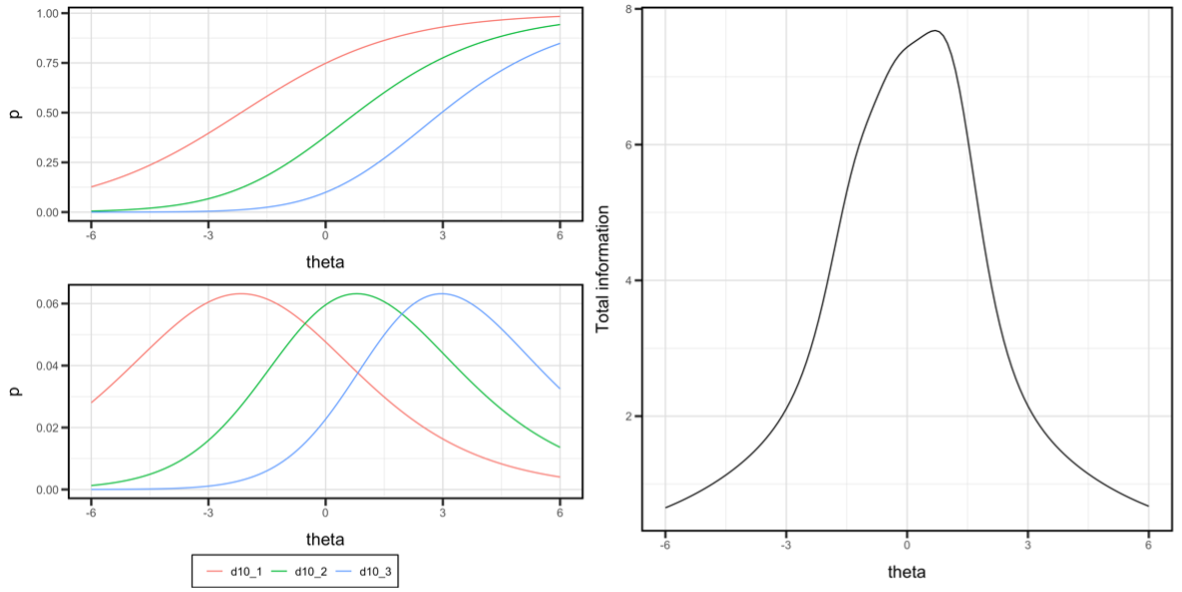 1.00
0.75
0.50
0.25
0.00
p
-6 -3 0 3 6
theta
0.06
0.04
0.02
0.00
p
-6 -3 0 3 6
theta
d10_1 d10_2 d10_3
8
6
4
2
Total information
-6 -3 0 3 6
theta